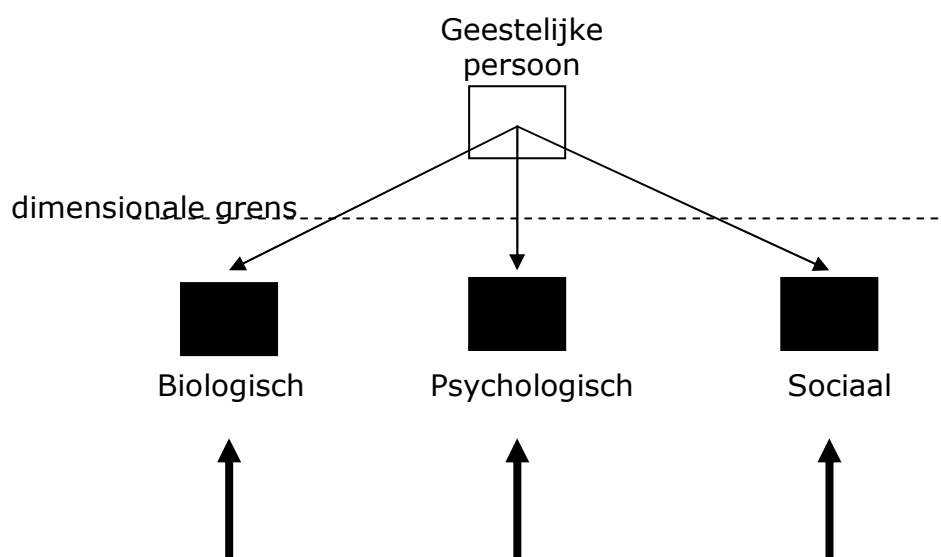 Geestelijke
persoon
dimensionale grens
Biologisch
Psychologisch
Sociaal